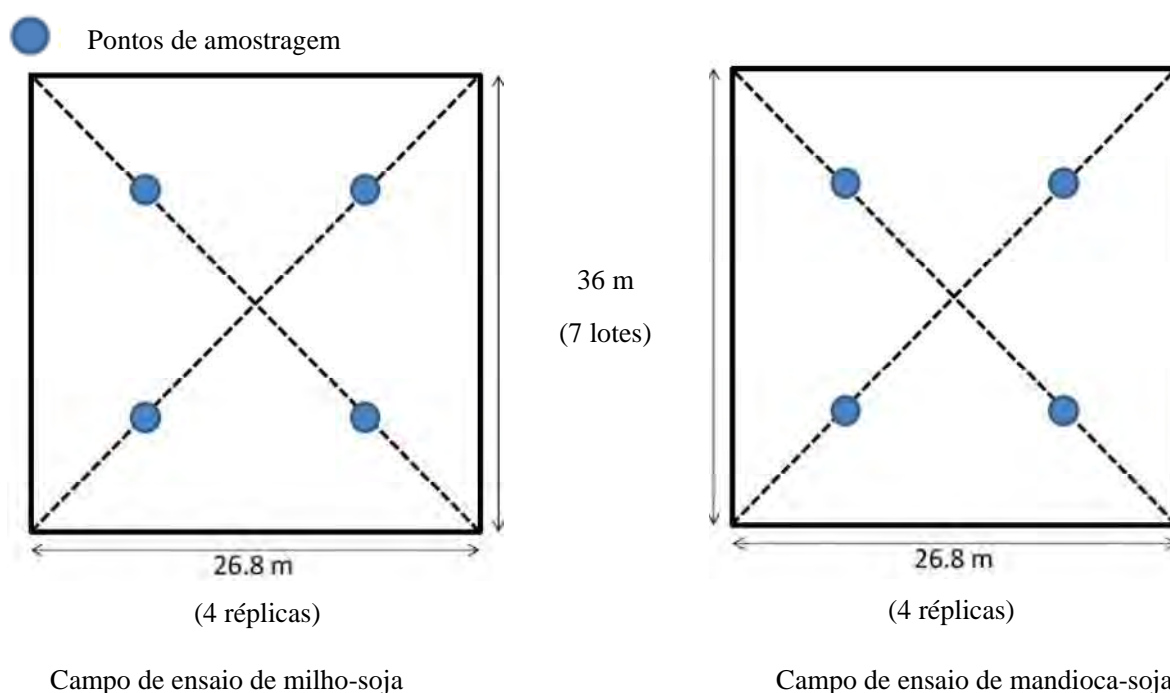 Pontos de amostragem
36 m
(7 lotes)
26.8 m
26.8 m
(4 réplicas)
(4 réplicas)
Campo de ensaio de milho-soja
Campo de ensaio de mandioca-soja